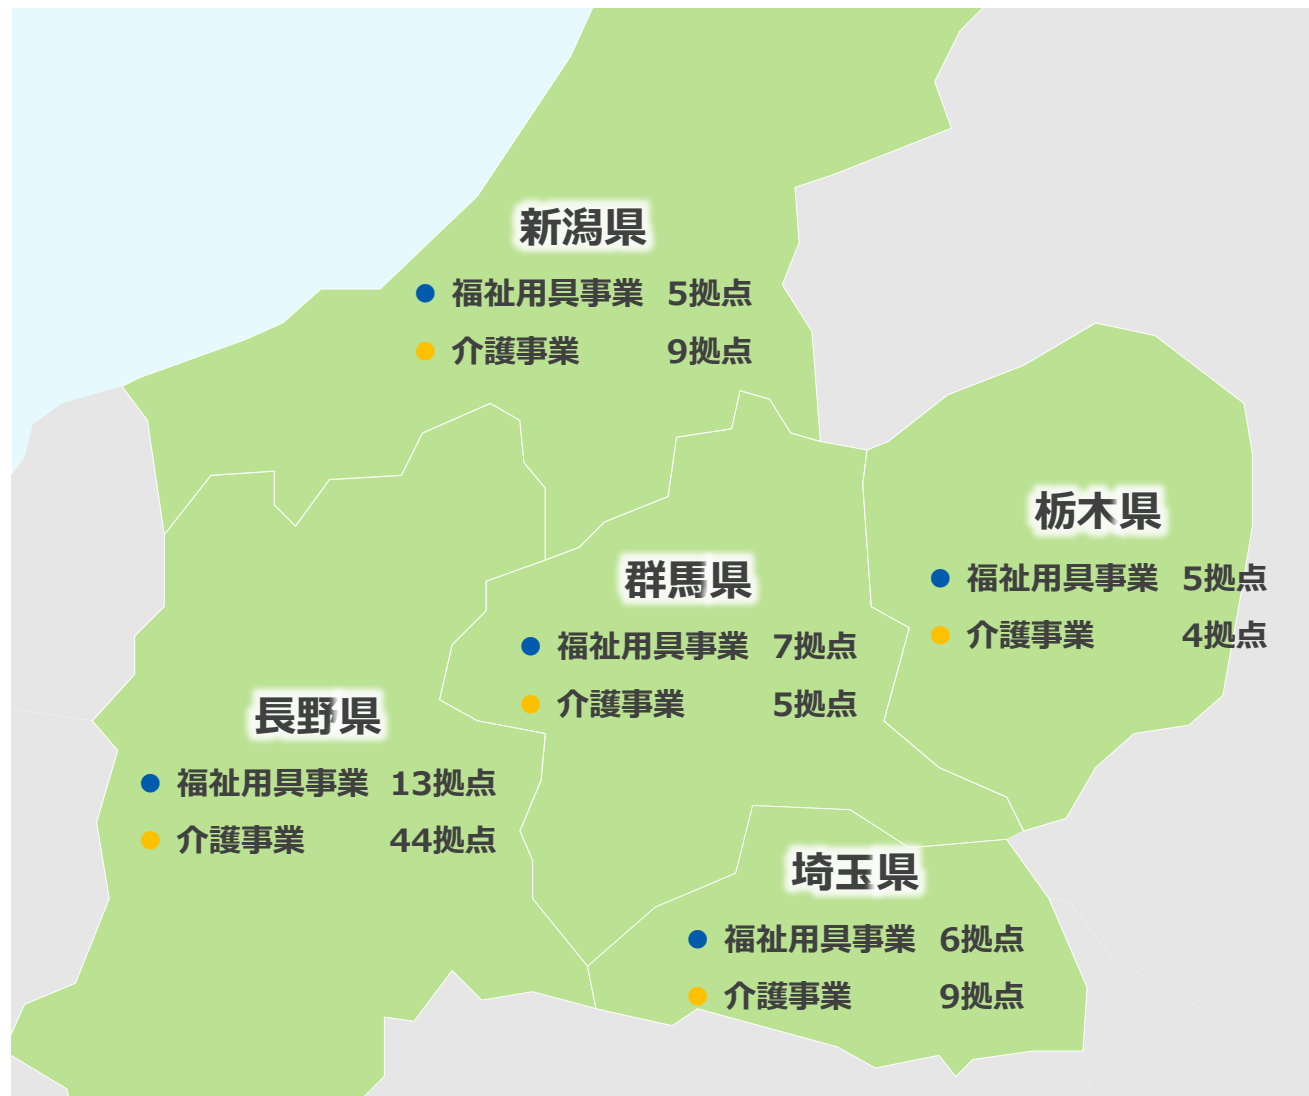 新潟県
福祉用具事業 5拠点
介護事業 9拠点
栃木県
福祉用具事業 5拠点
介護事業 4拠点
群馬県
福祉用具事業 7拠点
介護事業 5拠点
長野県
福祉用具事業 13拠点
介護事業 44拠点
埼玉県
福祉用具事業 6拠点
介護事業 9拠点